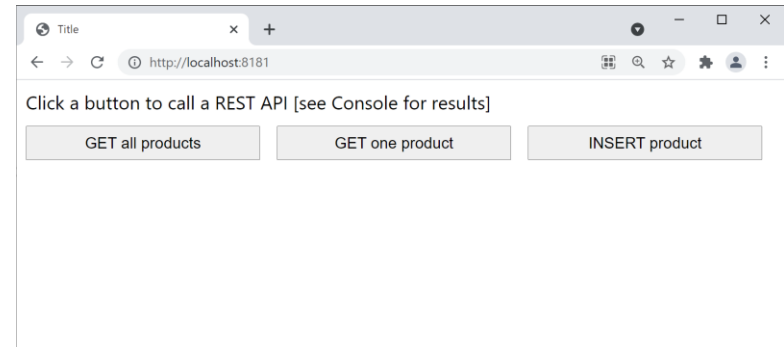 Title
http://localhost:8181
Click a button to call a REST API [see Console for results]
GET all products GET one product INSERT product